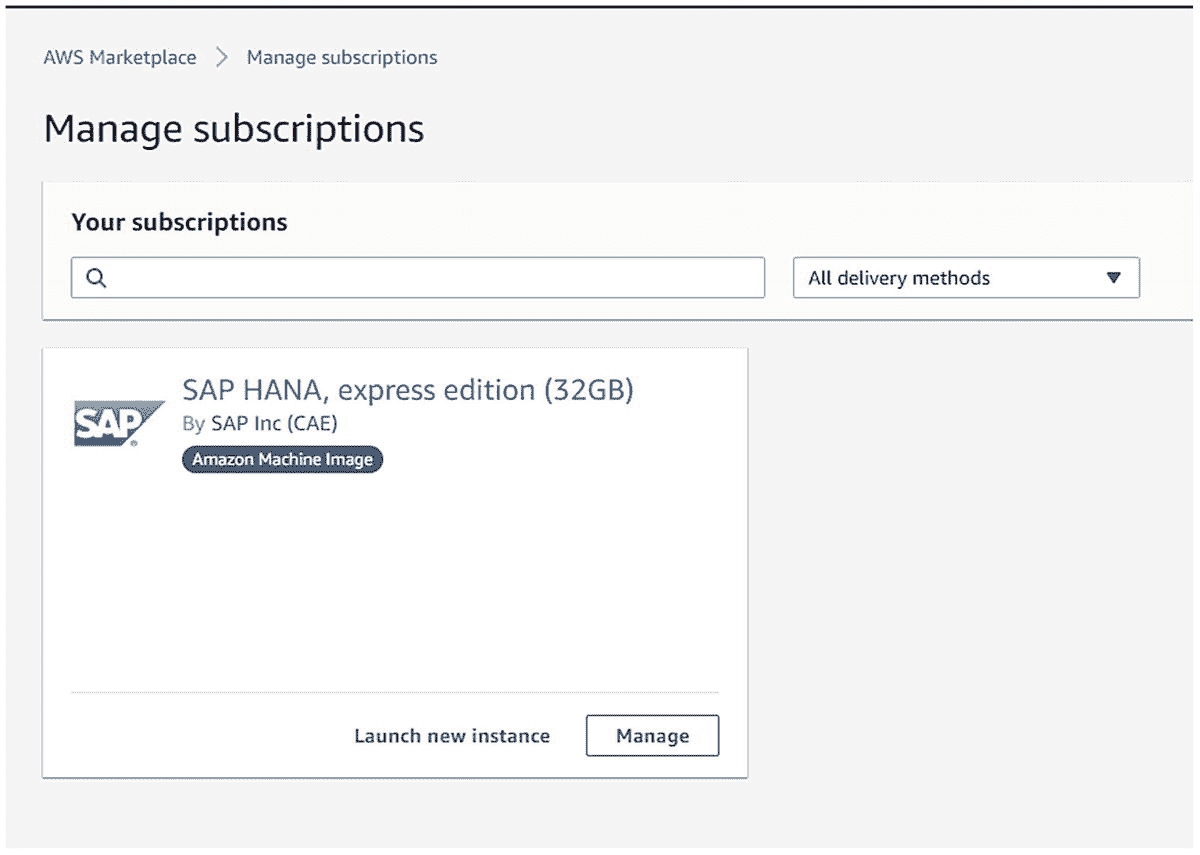 AWS Marketplace > Manage subscriptions
Manage subscriptions
Your subscriptions
All delivery methods
SAP
SAP HANA, express edition (32GB)
By SAP Inc (CAE)
Amazon Machine Image
Launch new instance
Manage